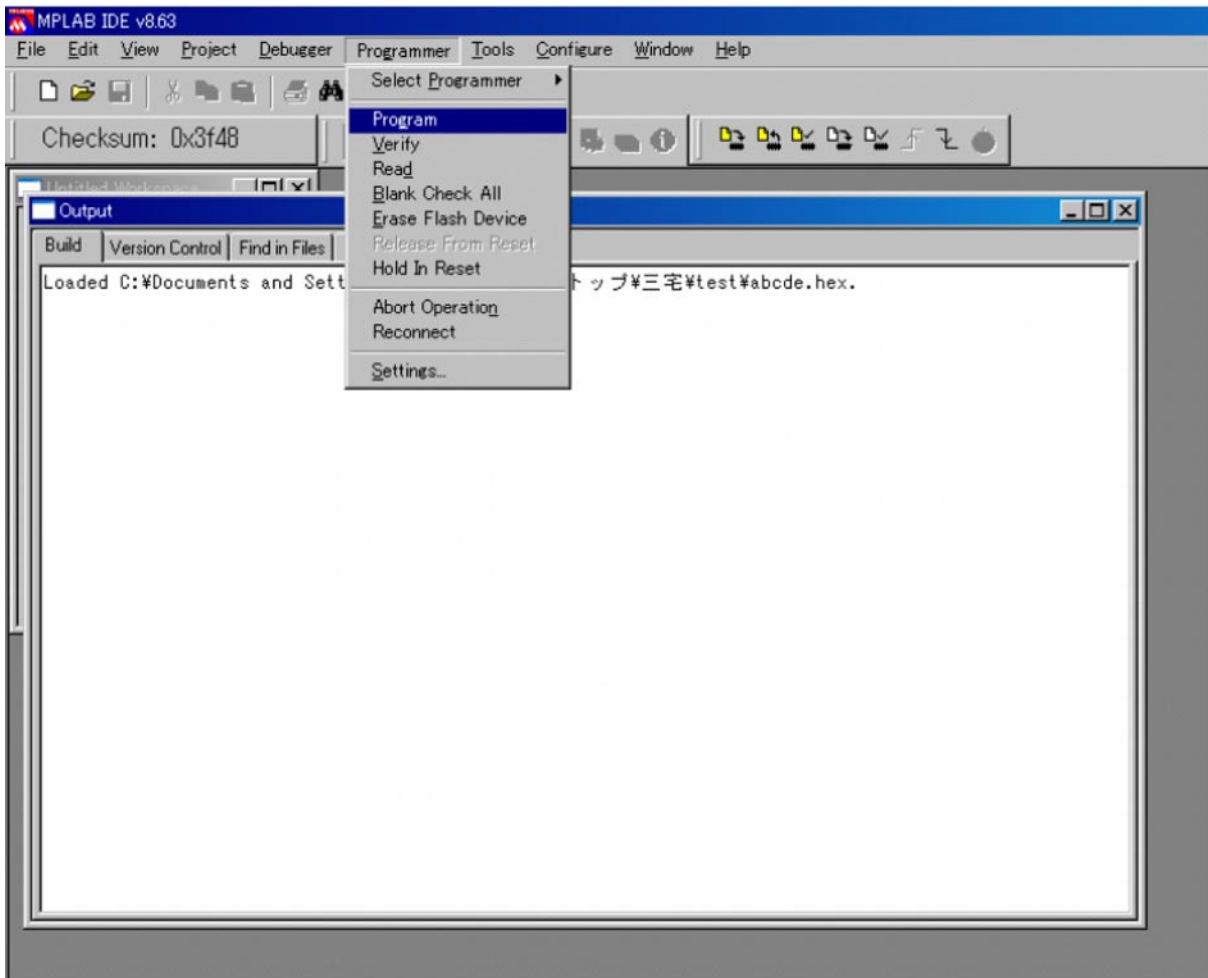 MPLAB IDE v8.63
File Edit View Project Debugger Programmer Tools Configure Window Help
Select Programmer
Checksum: 0x3f48
Program
Verify
Read
Blank Check All
Erase Flash Device
Release From Reset
Hold In Reset
Abort Operation
Reconnect
Settings...
Untitled Workspace
Output
Build Version Control Find in Files
Loaded C:¥Documents and Sett トップ¥三宅¥test¥abcde.hex.